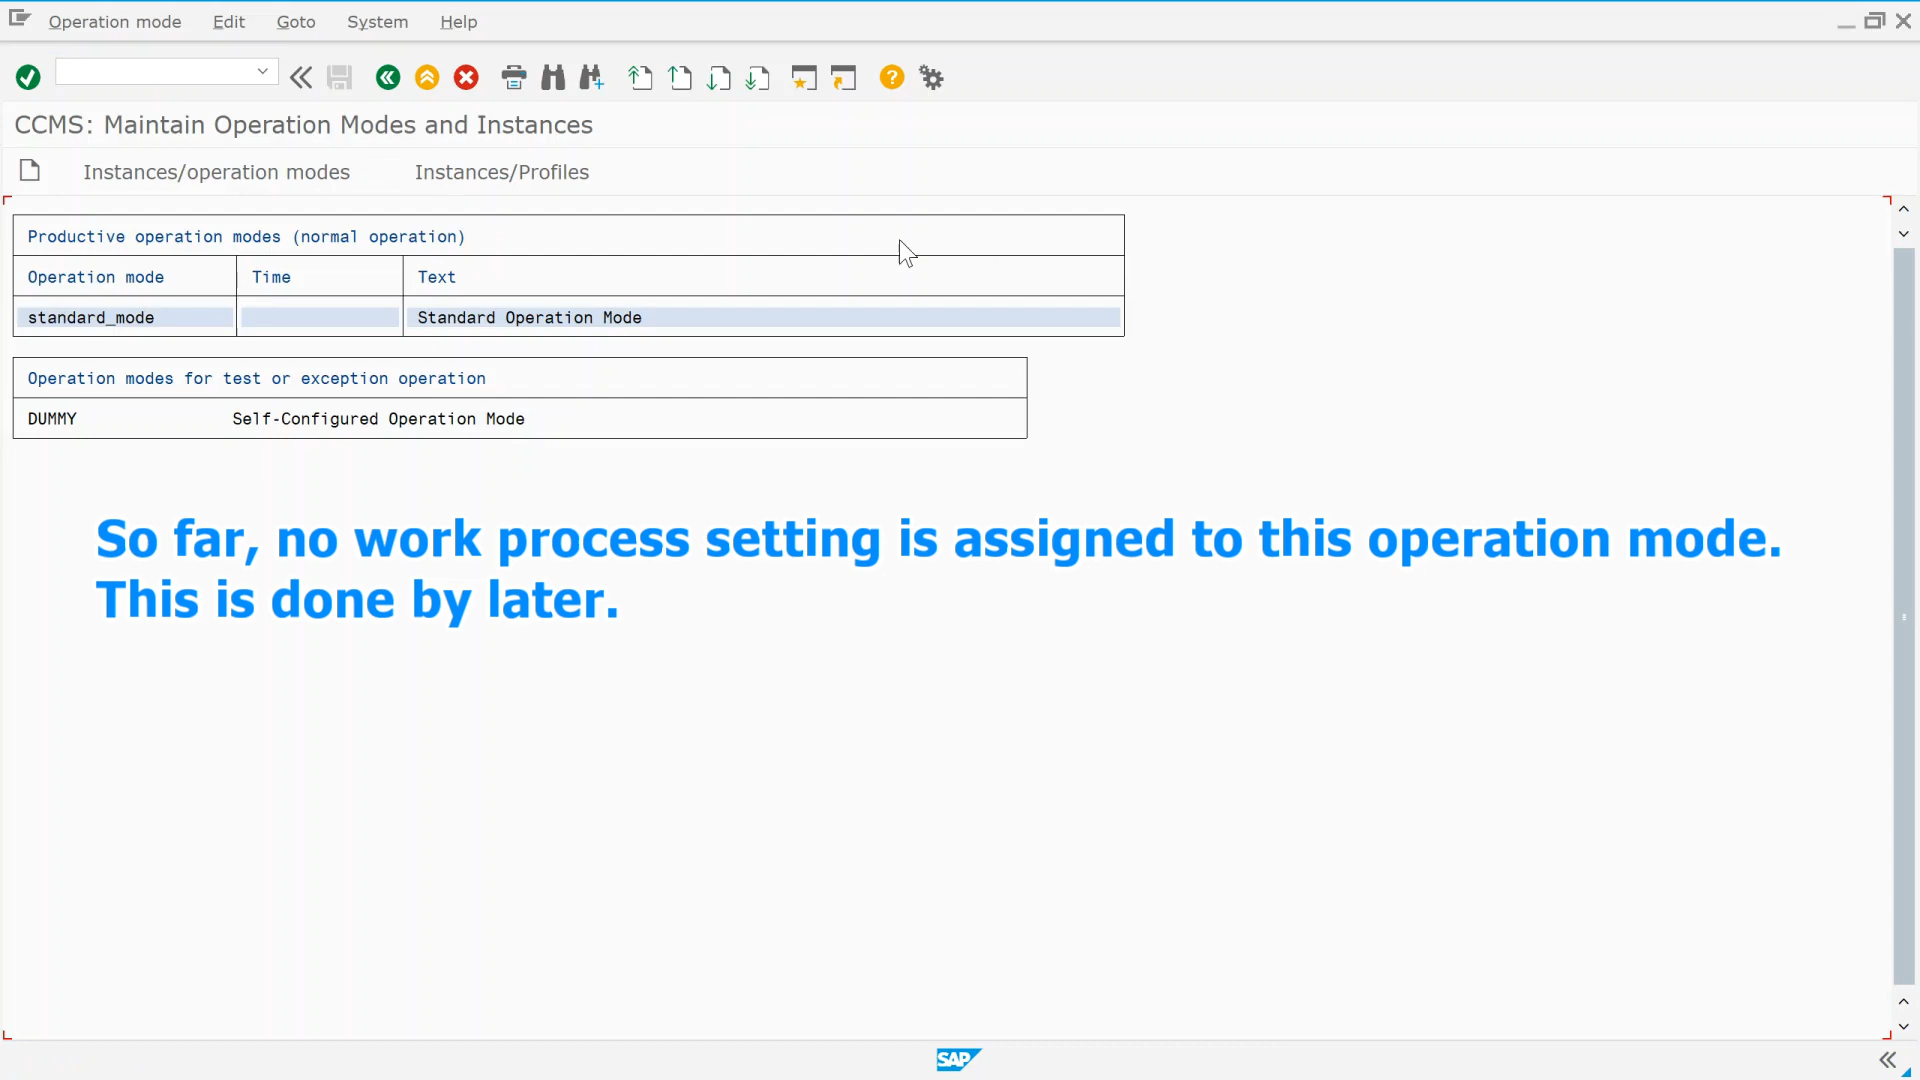 Operation mode Edit Goto System Help
CCMS: Maintain Operation Modes and Instances
Instances/operation modes Instances/Profiles
Productive operation modes (normal operation)
Operation mode Time Text
standard_mode Standard Operation Mode
Operation modes for test or exception operation
DUMMY Self-Configured Operation Mode
So far, no work process setting is assigned to this operation mode.
This is done by later.
SAP